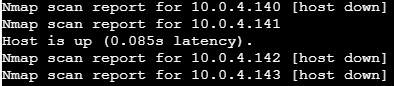 Nmap scan report for 10.0.4.140 [host down]
Nmap scan report for 10.0.4.141
Host is up (0.085s latency).
Nmap scan report for 10.0.4.142 [host down]
Nmap scan report for 10.0.4.143 [host down]